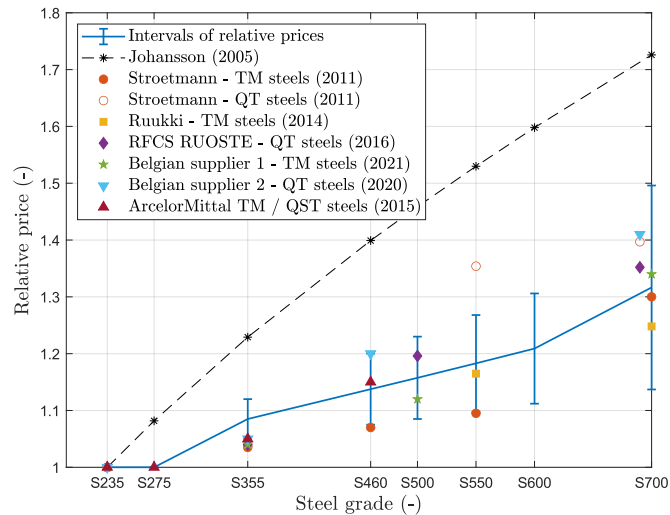 1.8
Intervals of relative prices
Johansson (2005)
Stroetmann - TM steels (2011)
Stroetmann - QT steels (2011)
Ruukki - TM steels (2014)
RFCS RUOSTE - QT steels (2016)
Belgian supplier 1 - TM steels (2021)
Belgian supplier 2 - QT steels (2020)
ArcelorMittal TM / QST steels (2015)
1.7
1.6
1.5
1.4
1.3
1.2
1.1
1
Relative price (-)
S235 S275 S355 S460 S500 S550 S600 S700
Steel grade (-)